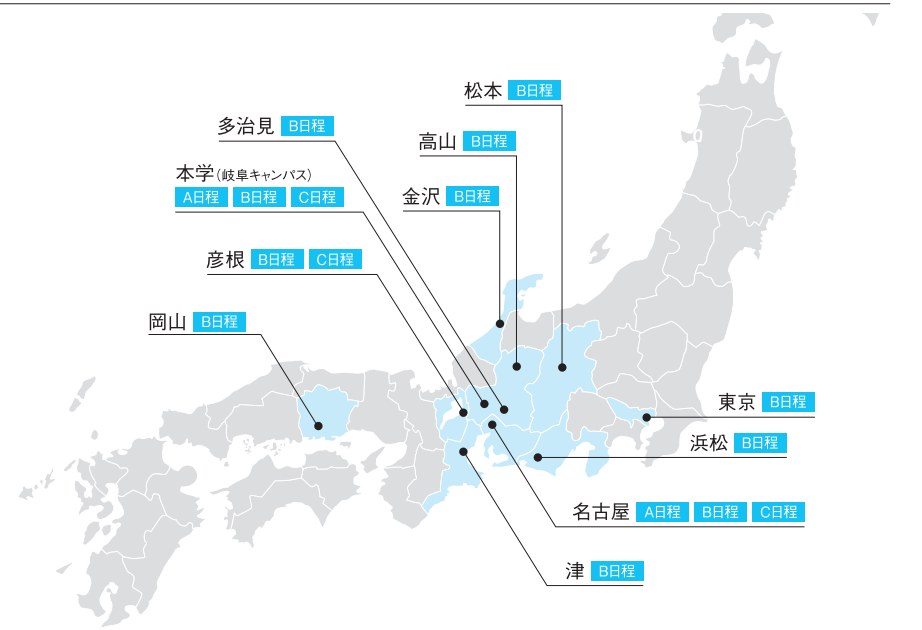 松本 B日程
多治見 B日程
高山 B日程
本学(岐阜キャンパス)
A日程 B日程 C日程
金沢 B日程
彦根 B日程 C日程
岡山 B日程
東京 B日程
浜松 B日程
名古屋 A日程 B日程 C日程
津 B日程